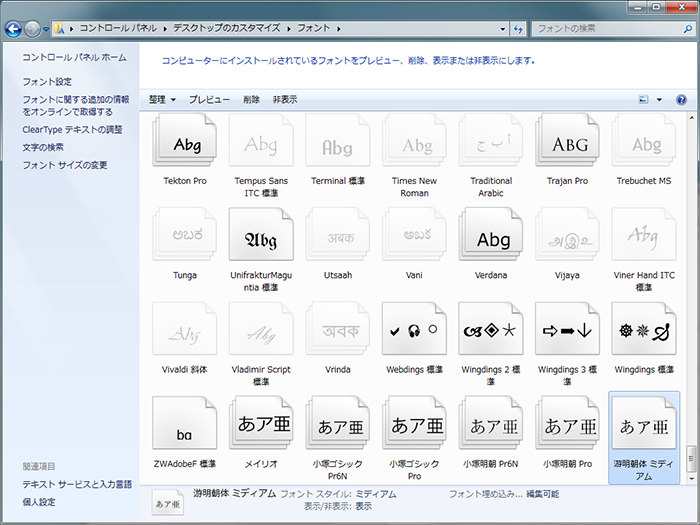 コントロール パネル ▸ デスクトップのカスタマイズ ▸ フォント ▸
フォントの検索
コントロール パネル ホーム
フォント設定
フォントに関する追加の情報
をオンラインで取得する
ClearType テキストの調整
文字の検索
フォント サイズの変更
コンピューターにインストールされているフォントをプレビュー、削除、表示または非表示にします。
整理 プレビュー 削除 非表示
Abg Abg Abg Abg أ ب ج ABG Abg
Tekton Pro
Tempus Sans
ITC 標準
Terminal 標準
Times New
Roman
Traditional
Arabic
Trajan Pro
Trebuchet MS
Abg अबक Abg Abg
Tunga
UnifrakturMagu
ntia 標準
Utsaah
Vani
Verdana
Vijaya
Viner Hand ITC
標準
Abg Abg अबक
Vivaldi 斜体
Vladimir Script
標準
Vrinda
Webdings 標準
Wingdings 2 標
準
Wingdings 3 標
準
Wingdings 標準
ba あア亜 あア亜 あア亜 あア亜 あア亜 あア亜
ZWAdobeF 標準
メイリオ
小塚ゴシック
Pr6N
小塚ゴシック
Pro
小塚明朝 Pr6N
小塚明朝 Pro
游明朝体 ミディ
アム
関連項目
テキスト サービスと入力言語
個人設定
あア亜
游明朝体 ミディアム フォント スタイル: ミディアム フォント埋め込み... 編集可能
表示/非表示: 表示